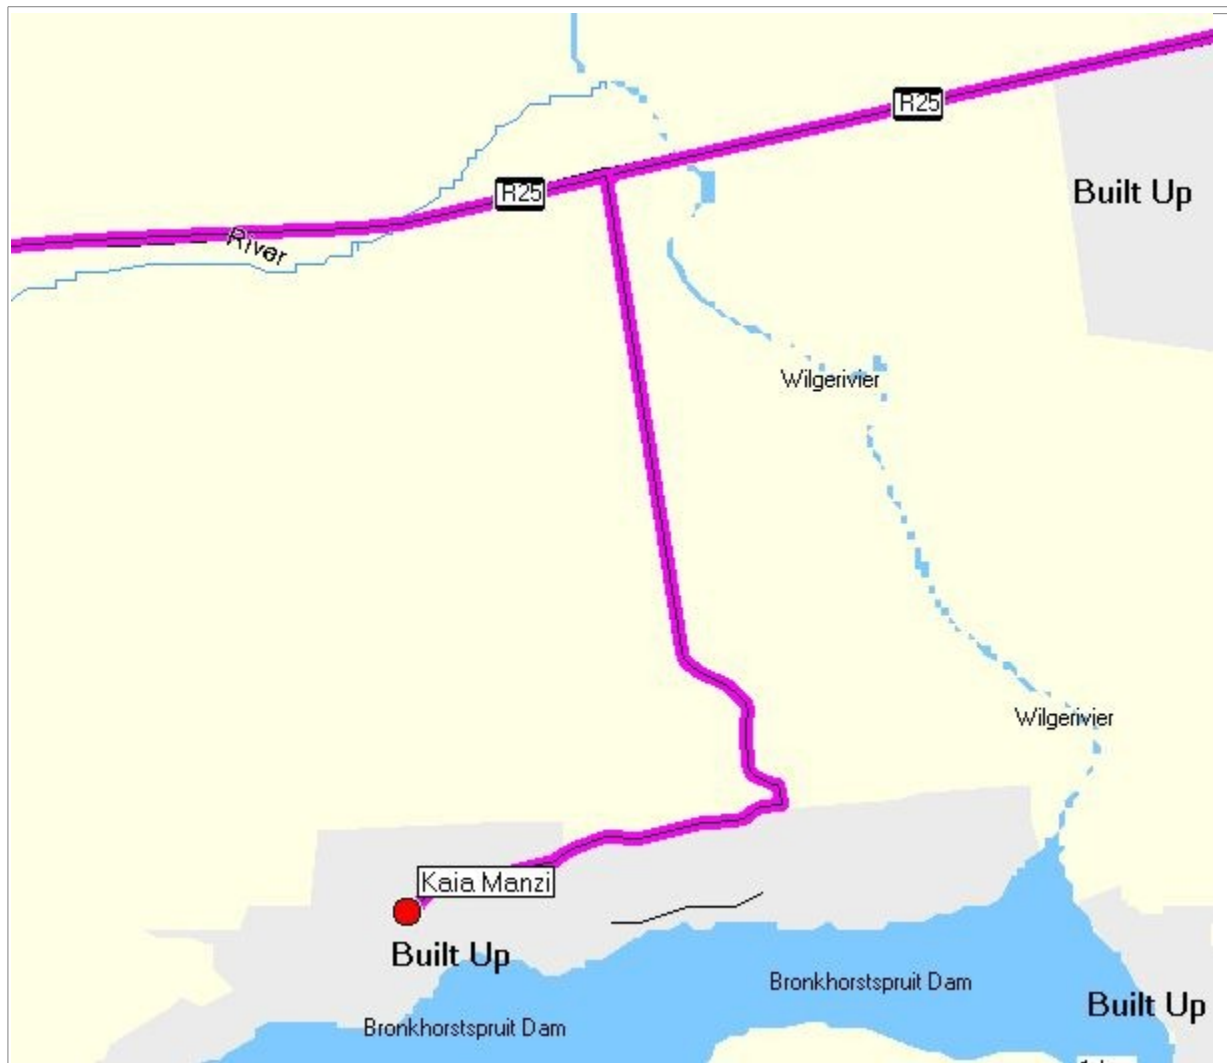 R25
Built Up
R25
River
Wilgerivier
Wilgerivier
Kaia Manzi
Built Up
Bronkhorstspruit Dam
Built Up
Bronkhorstspruit Dam